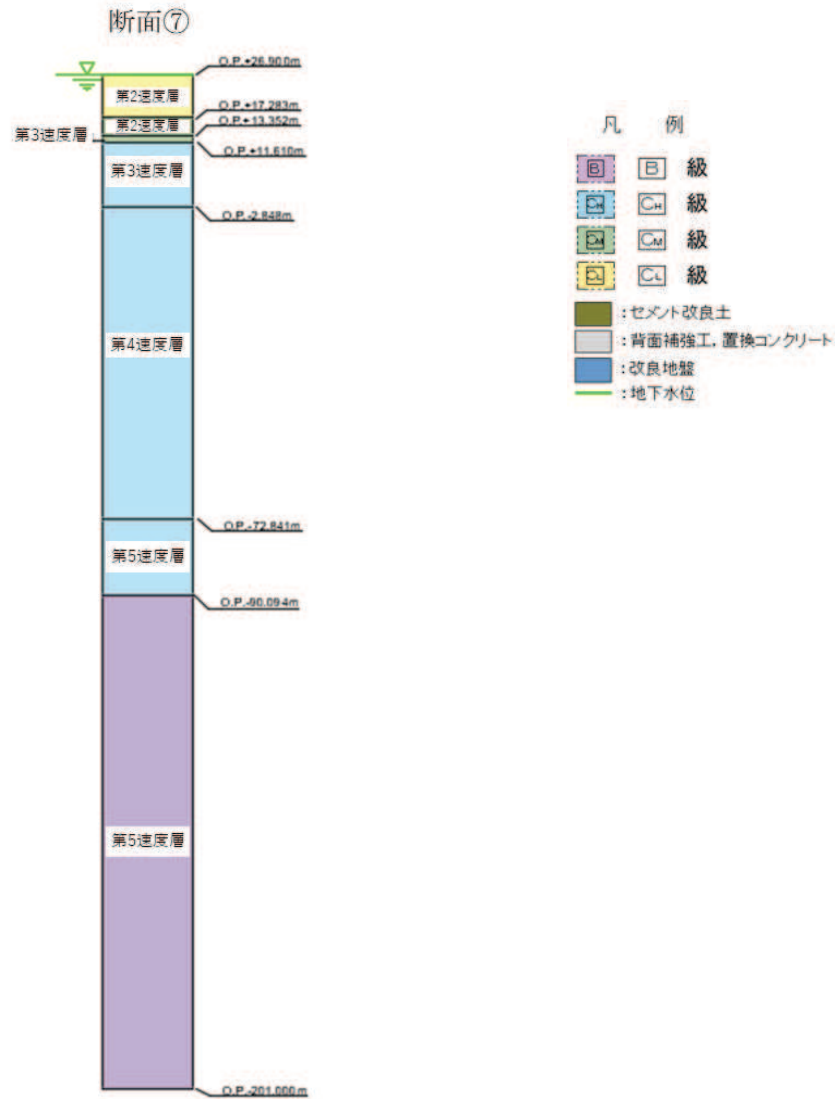 断面⑦
O.P.+26.900m
第2速度層
O.P.+17.283m
第2速度層
O.P.+13.352m
第3速度層
O.P.+11.610m
第3速度層
O.P.-2.848m
第4速度層
O.P.-72.841m
第5速度層
O.P.-90.094m
第5速度層
O.P.-201.000m
凡 例
B B 級
CH CH 級
CM CM 級
CL CL 級
：セメント改良土
：背面補強工，置換コンクリート
：改良地盤
：地下水位